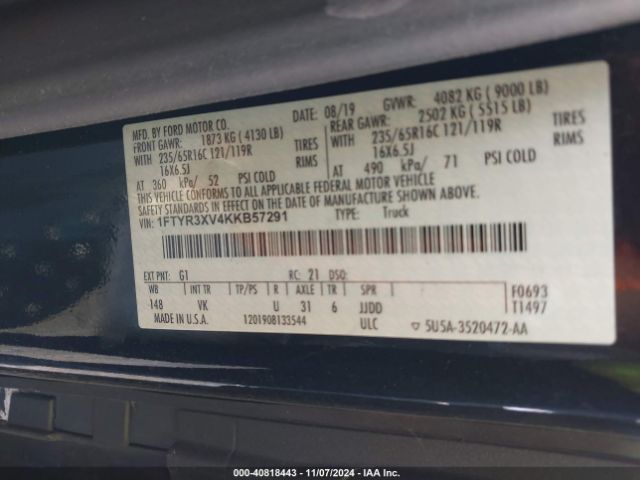 MFD. BY FORD MOTOR CO.
DATE: 08/19 GVWR: 4082 KG ( 9000 LB)
FRONT GAWR: 1873 KG ( 4130 LB)
REAR GAWR: 2502 KG ( 5515 LB)
WITH 235/65R16C 121/119R TIRES
235/65R16C 121/119R TIRES
16X6.5J RIMS
WITH 16X6.5J RIMS
AT 360 kPa/ 52 PSI COLD
AT 490 kPa/ 71 PSI COLD
THIS VEHICLE CONFORMS TO ALL APPLICABLE FEDERAL MOTOR VEHICLE
SAFETY STANDARDS IN EFFECT ON THE DATE OF MANUFACTURE SHOWN ABOVE.
VIN: 1FTYR3XV4KKB57291 TYPE: Truck
EXT PNT: G1 RC: 21 DSO:
WB INT TR TP/PS R AXLE TR SPR F0693
148 VK U 31 6 JJDD T1497
MADE IN U.S.A. 1201908133544 ULC 5U5A-3520472-AA
000-40818443 - 11/07/2024 - IAA Inc.